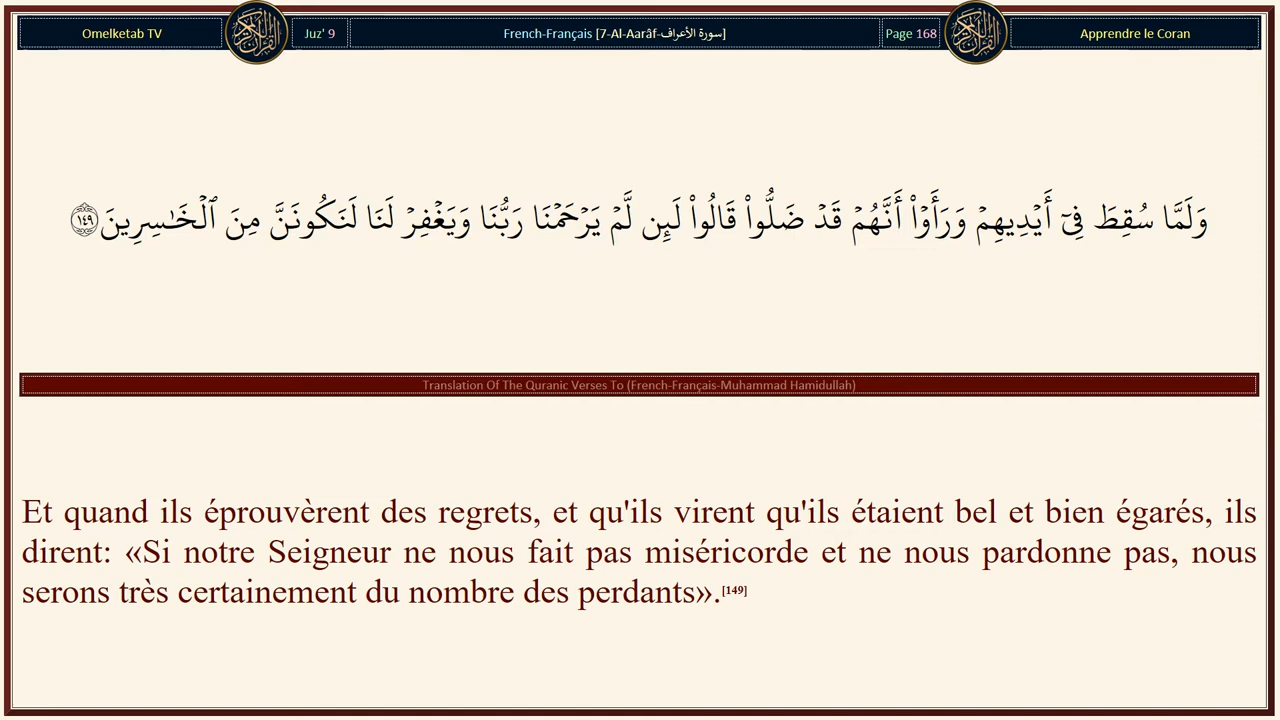 Omelketab TV
Juz' 9
French-Français [7-Al-Aarâf-سورة الأعراف]
Page 168
Apprendre le Coran
وَلَمَّا سُقِطَ فِىٓ أَيْدِيهِمْ وَرَأَوْا۟ أَنَّهُمْ قَدْ ضَلُّوا۟ قَالُوا۟ لَئِن لَّمْ يَرْحَمْنَا رَبُّنَا وَيَغْفِرْ لَنَا لَنَكُونَنَّ مِنَ ٱلْخَـٰسِرِينَ ١٤٩
Translation Of The Quranic Verses To (French-Français-Muhammad Hamidullah)
Et quand ils éprouvèrent des regrets, et qu'ils virent qu'ils étaient bel et bien égarés, ils
dirent: «Si notre Seigneur ne nous fait pas miséricorde et ne nous pardonne pas, nous
serons très certainement du nombre des perdants».[149]